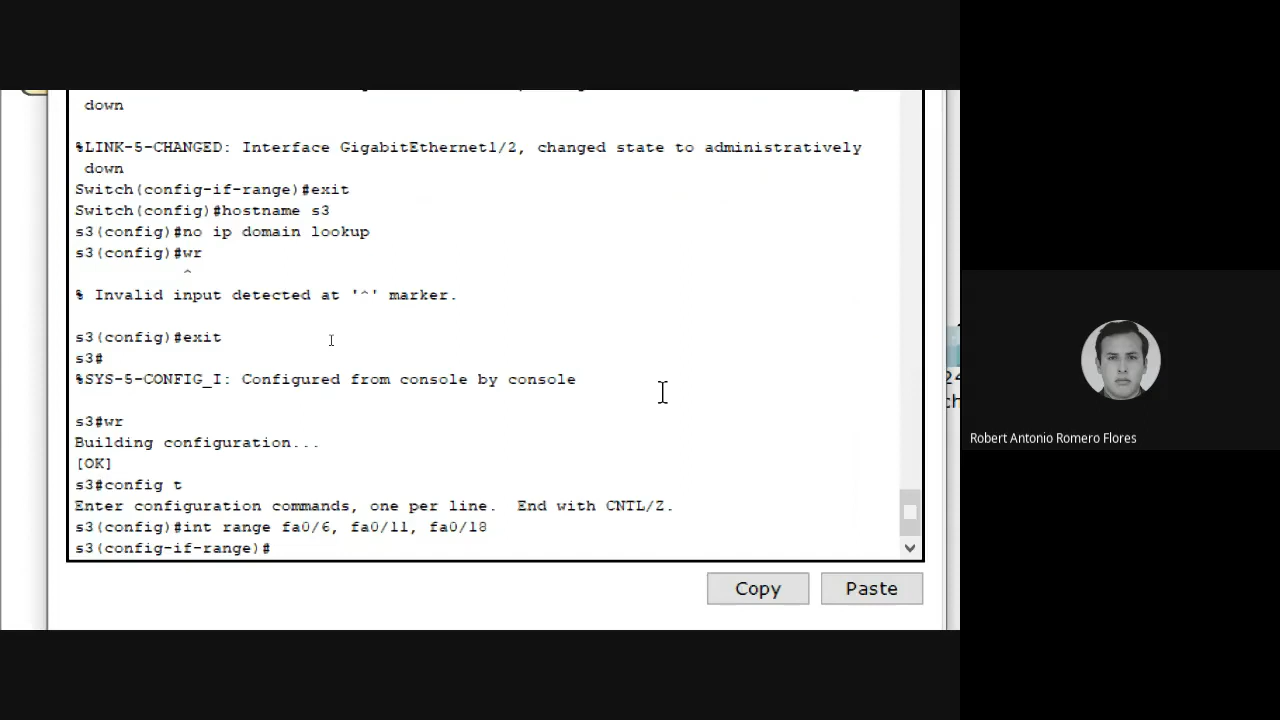 down
%LINK-5-CHANGED: Interface GigabitEthernet1/2, changed state to administratively
down
Switch(config-if-range)#exit
Switch(config)#hostname s3
s3(config)#no ip domain lookup
s3(config)#wr
^
% Invalid input detected at '^' marker.
s3(config)#exit
s3#
%SYS-5-CONFIG_I: Configured from console by console
s3#wr
Building configuration...
[OK]
s3#config t
Enter configuration commands, one per line.  End with CNTL/Z.
s3(config)#int range fa0/6, fa0/11, fa0/18
s3(config-if-range)#
Copy
Paste
Robert Antonio Romero Flores